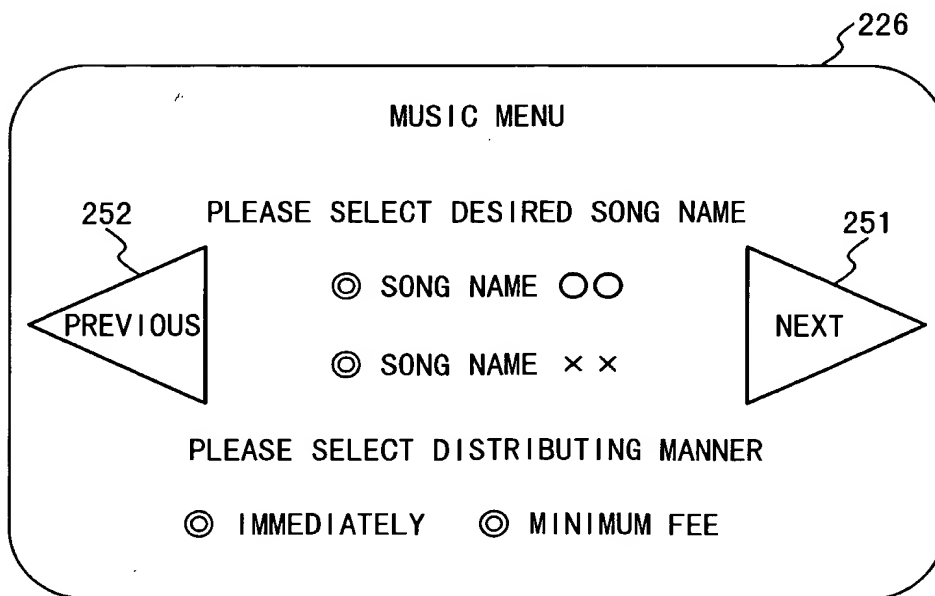 226
MUSIC MENU
252
PLEASE SELECT DESIRED SONG NAME
251
◎ SONG NAME ○○
PREVIOUS
NEXT
◎ SONG NAME ××
PLEASE SELECT DISTRIBUTING MANNER
◎ IMMEDIATELY ◎ MINIMUM FEE